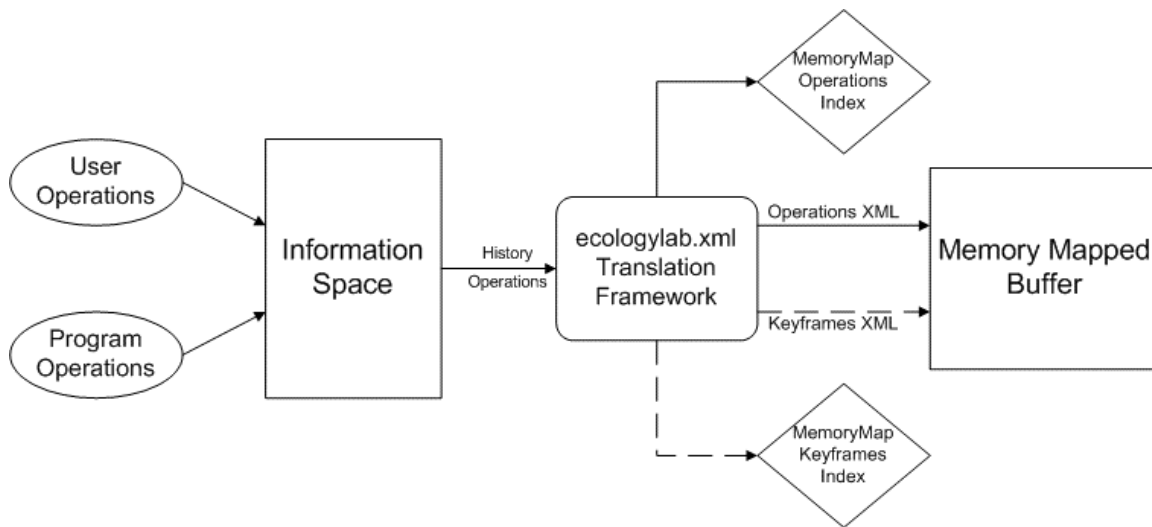 User
Operations
Program
Operations
Information
Space
History
Operations
ecologylab.xml
Translation
Framework
MemoryMap
Operations
Index
Operations XML
Keyframes XML
MemoryMap
Keyframes
Index
Memory Mapped
Buffer